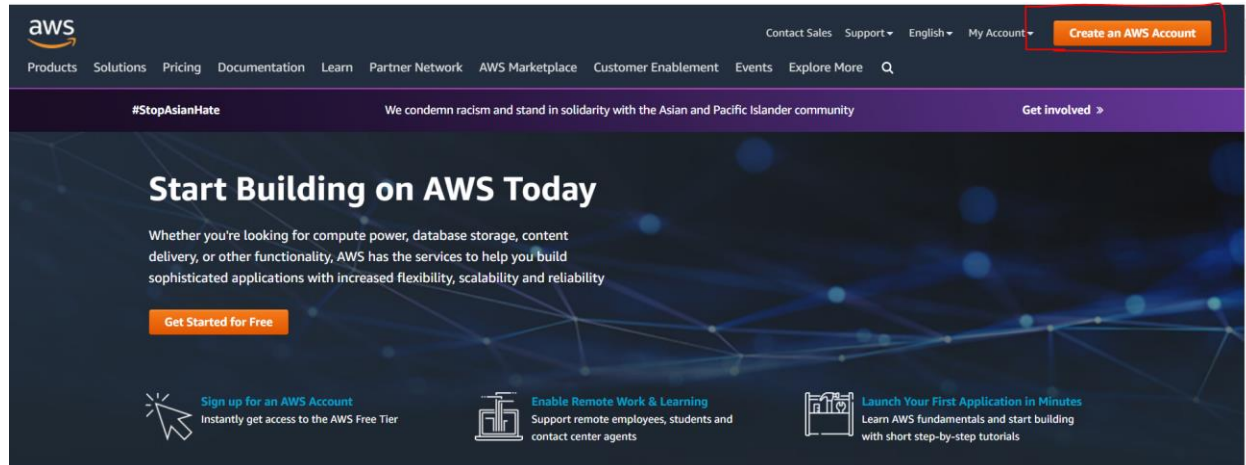 aws
Contact Sales Support English My Account Create an AWS Account
Products Solutions Pricing Documentation Learn Partner Network AWS Marketplace Customer Enablement Events Explore More
#StopAsianHate We condemn racism and stand in solidarity with the Asian and Pacific Islander community Get involved »
Start Building on AWS Today
Whether you're looking for compute power, database storage, content
delivery, or other functionality, AWS has the services to help you build
sophisticated applications with increased flexibility, scalability and reliability
Get Started for Free
Sign up for an AWS Account
Instantly get access to the AWS Free Tier
Enable Remote Work & Learning
Support remote employees, students and
contact center agents
Launch Your First Application in Minutes
Learn AWS fundamentals and start building
with short step-by-step tutorials